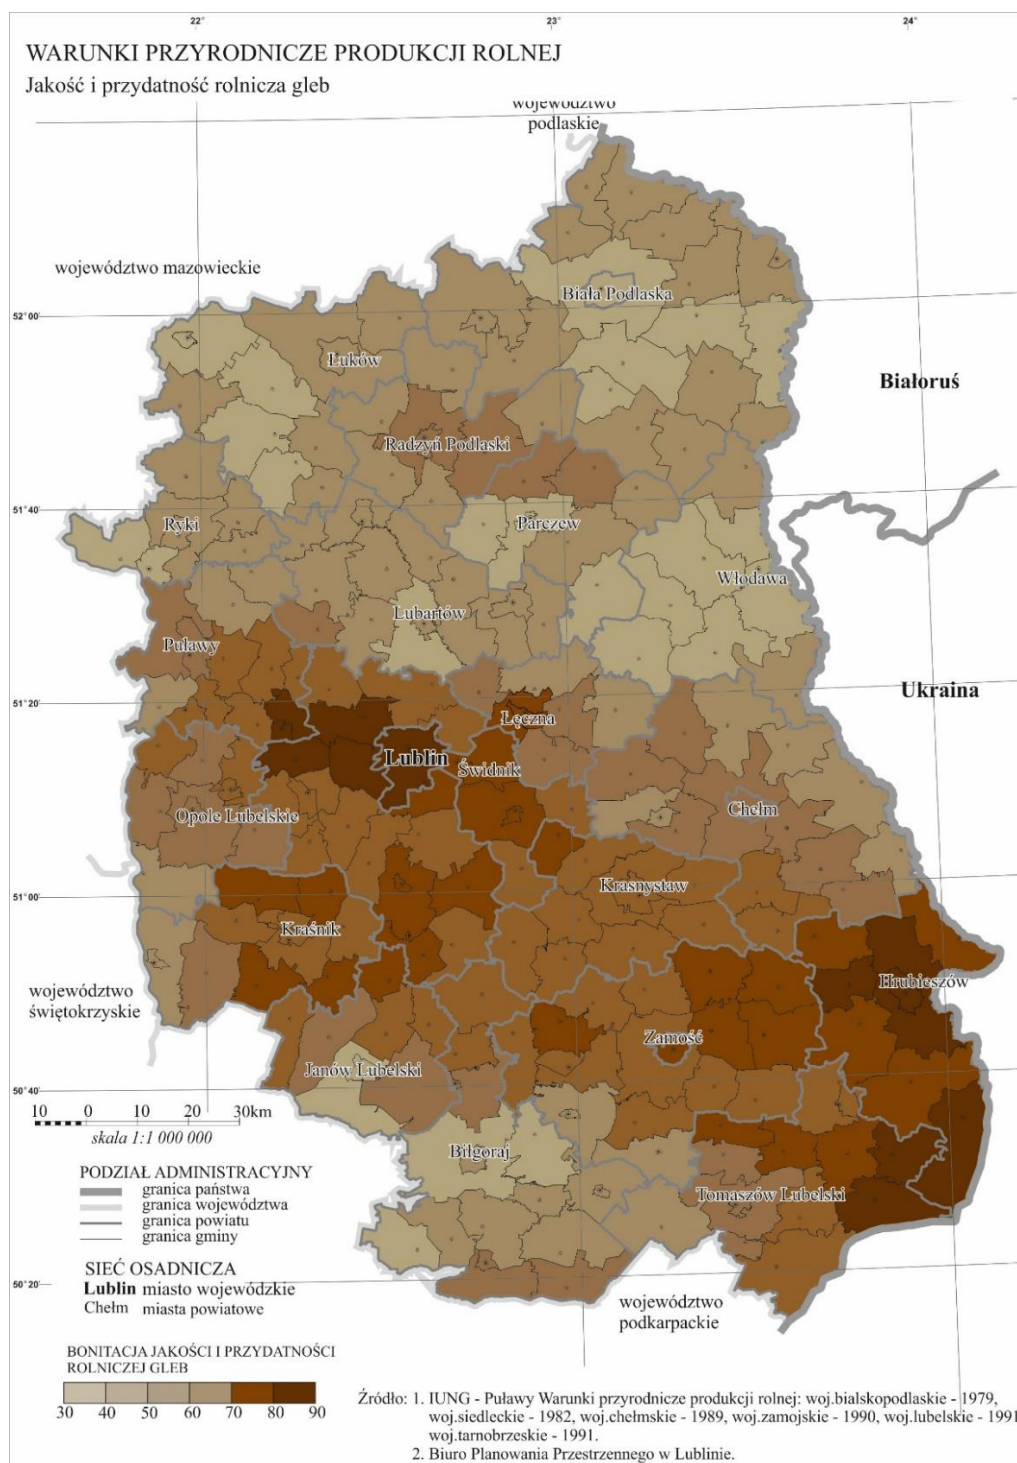 22° 23° 24°
WARUNKI PRZYRODNICZE PRODUKCJI ROLNEJ
Jakość i przydatność rolnicza gleb
województwo
podlaskie
województwo mazowieckie
Biała Podlaska
52°00'
Łuków
Białoruś
Radzyń Podlaski
51°40'
Ryki
Parczew
Włodawa
Lubartów
Puławy
Ukraina
51°20'
Łęczna
Lublin
Świdnik
Opole Lubelskie
Chełm
Krasnystaw
51°00'
Kraśnik
Hrubieszów
województwo
świętokrzyskie
Zamość
Janów Lubelski
50°40'
10 0 10 20 30km
skala 1:1 000 000
Biłgoraj
PODZIAŁ ADMINISTRACYJNY
granica państwa
granica województwa
granica powiatu
granica gminy
Tomaszów Lubelski
SIEĆ OSADNICZA
Lublin miasto wojewódzkie
Chełm miasta powiatowe
50°20'
województwo
podkarpackie
BONITACJA JAKOŚCI I PRZYDATNOŚCI
ROLNICZEJ GLEB
30 40 50 60 70 80 90
Źródło: 1. IUNG - Puławy Warunki przyrodnicze produkcji rolnej: woj.bialskopodlaskie - 1979,
woj.siedleckie - 1982, woj.chełmskie - 1989, woj.zamojskie - 1990, woj.lubelskie - 1991
woj.tarnobrzeskie - 1991.
2. Biuro Planowania Przestrzennego w Lublinie.